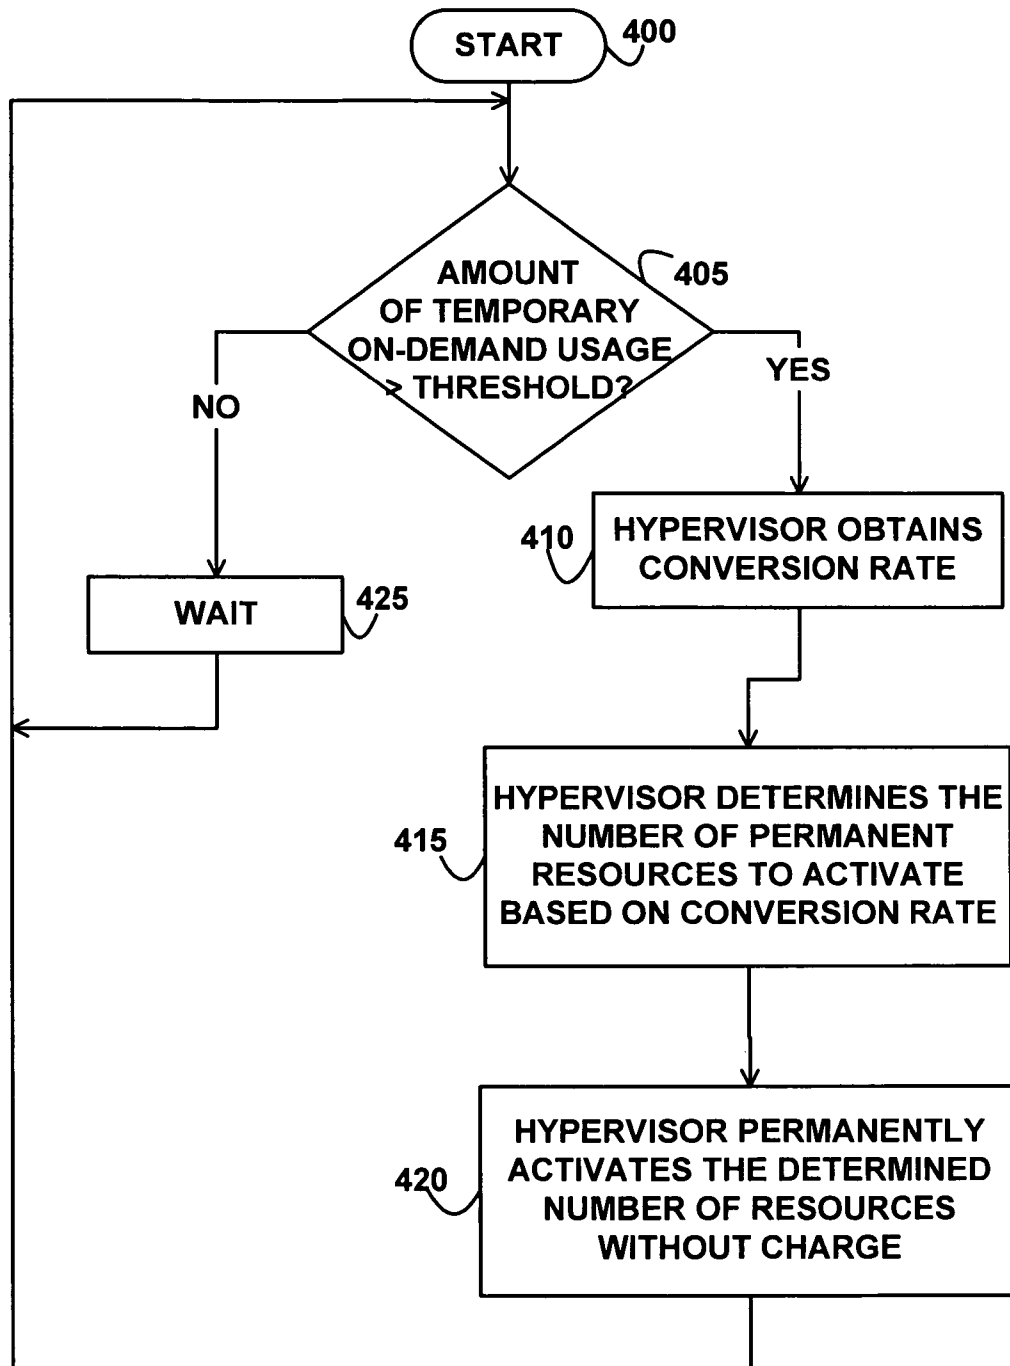 START
400
AMOUNT
OF TEMPORARY
ON-DEMAND USAGE
> THRESHOLD?
405
NO
YES
HYPERVISOR OBTAINS
CONVERSION RATE
410
WAIT
425
HYPERVISOR DETERMINES THE
NUMBER OF PERMANENT
RESOURCES TO ACTIVATE
BASED ON CONVERSION RATE
415
HYPERVISOR PERMANENTLY
ACTIVATES THE DETERMINED
NUMBER OF RESOURCES
WITHOUT CHARGE
420